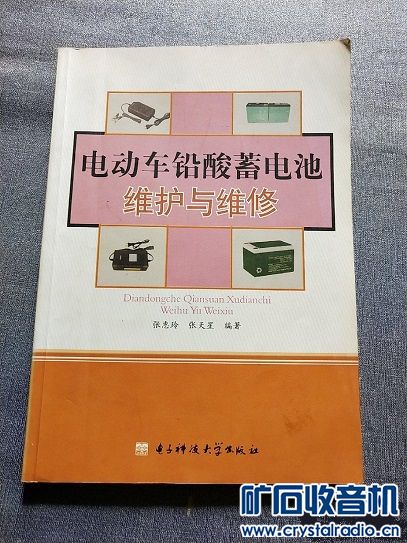 电动车铅酸蓄电池
维护与维修
Diandongche Qiansuan Xudianchi
Weihu Yu Weixiu
张惠玲 张天星 编著
电子科技大学出版社
矿石收音机
www.crystalradio.cn